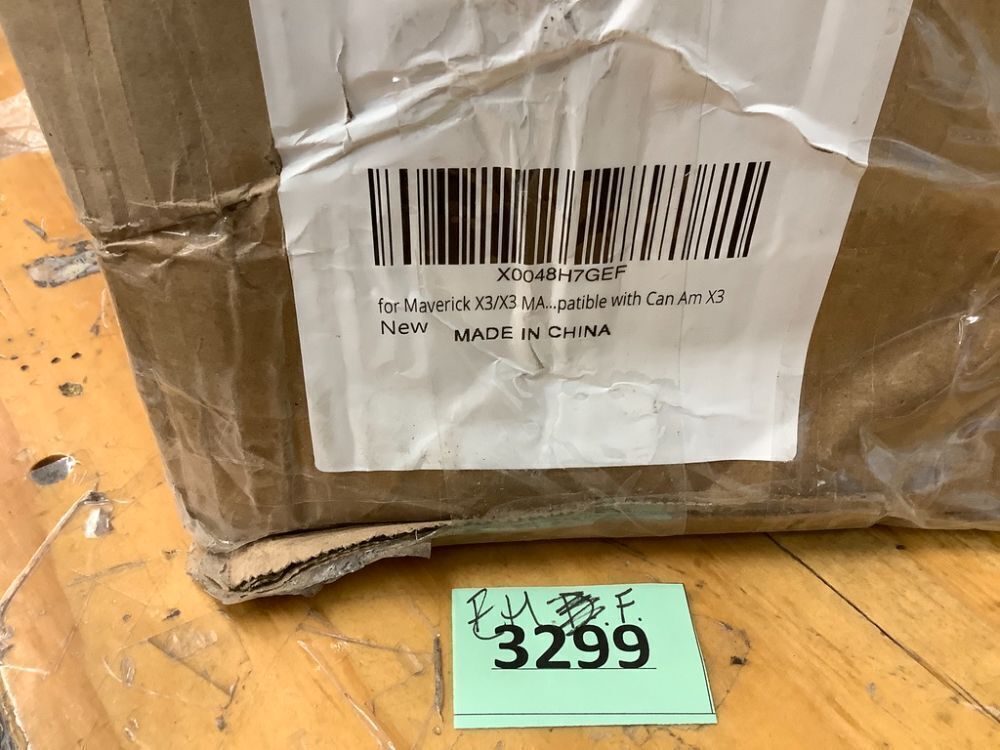 X0048H7GEF
for Maverick X3/X3 MA...patible with Can Am X3
New MADE IN CHINA
F.
3299